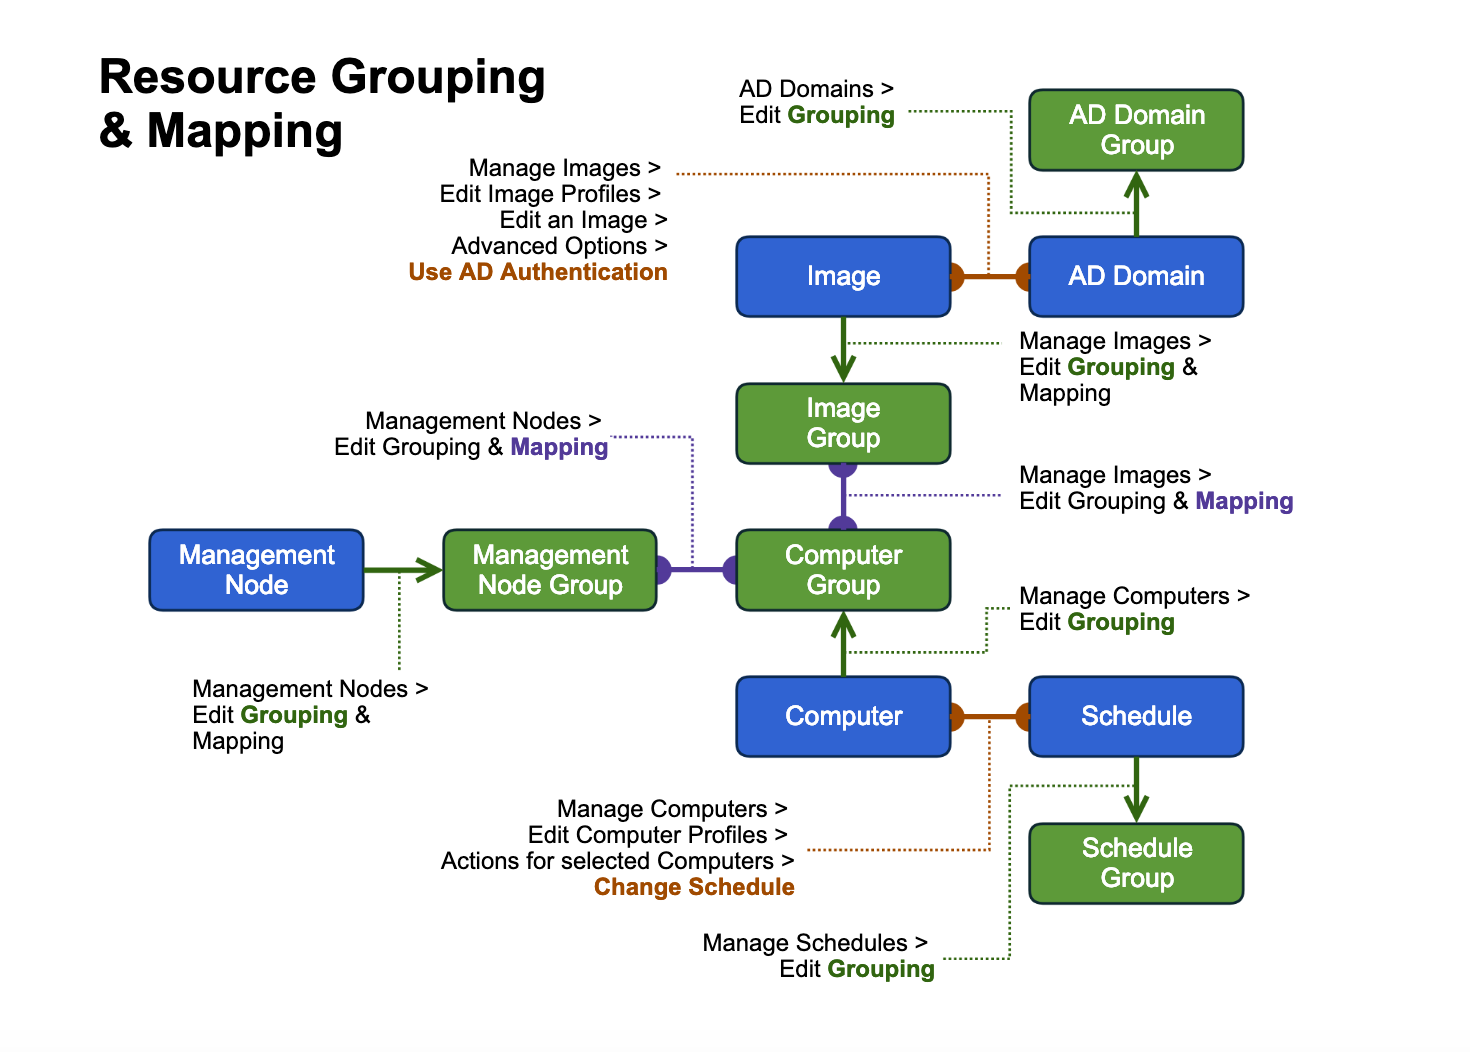 Resource Grouping
& Mapping
AD Domains >
Edit Grouping
AD Domain
Group
Manage Images >
Edit Image Profiles >
Edit an Image >
Advanced Options >
Use AD Authentication
Image
AD Domain
Manage Images >
Edit Grouping &
Mapping
Image
Group
Management Nodes >
Edit Grouping & Mapping
Manage Images >
Edit Grouping & Mapping
Management
Node
Management
Node Group
Computer
Group
Manage Computers >
Edit Grouping
Management Nodes >
Edit Grouping &
Mapping
Computer
Schedule
Manage Computers >
Edit Computer Profiles >
Actions for selected Computers >
Change Schedule
Schedule
Group
Manage Schedules >
Edit Grouping